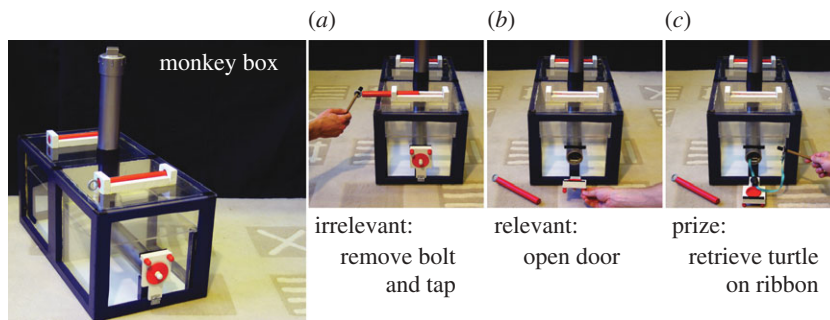 monkey box
(a)
(b)
(c)
irrelevant:
remove bolt
and tap
relevant:
open door
prize:
retrieve turtle
on ribbon